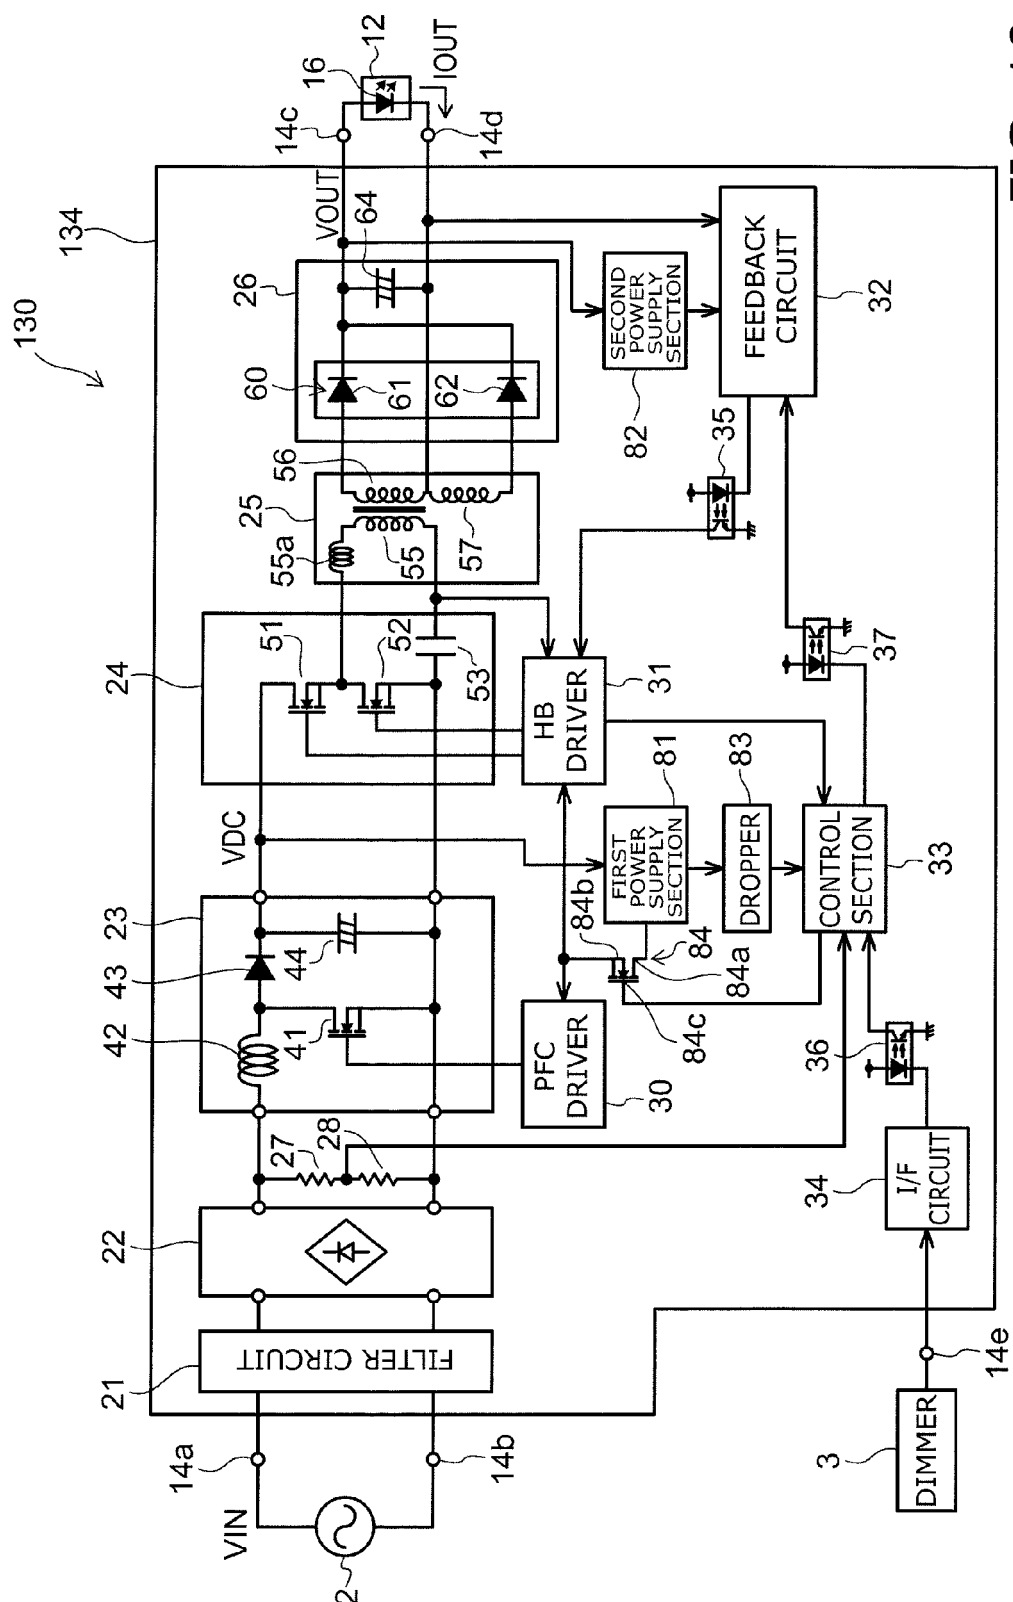 130
134
VIN
2
14a
14b
21
FILTER CIRCUIT
22
27
28
23
42
43
41
44
VDC
24
51
52
53
25
55a
55
56
57
26
60
61
62
64
VOUT
14c
14d
16
12
IOUT
PFC
DRIVER
30
84b
84a
84c
84
HB
DRIVER
31
FIRST
POWER
SUPPLY
SECTION
81
DROPPER
83
CONTROL
SECTION
33
SECOND
POWER
SUPPLY
SECTION
82
FEEDBACK
CIRCUIT
32
35
37
36
I/F
CIRCUIT
34
DIMMER
3
14e